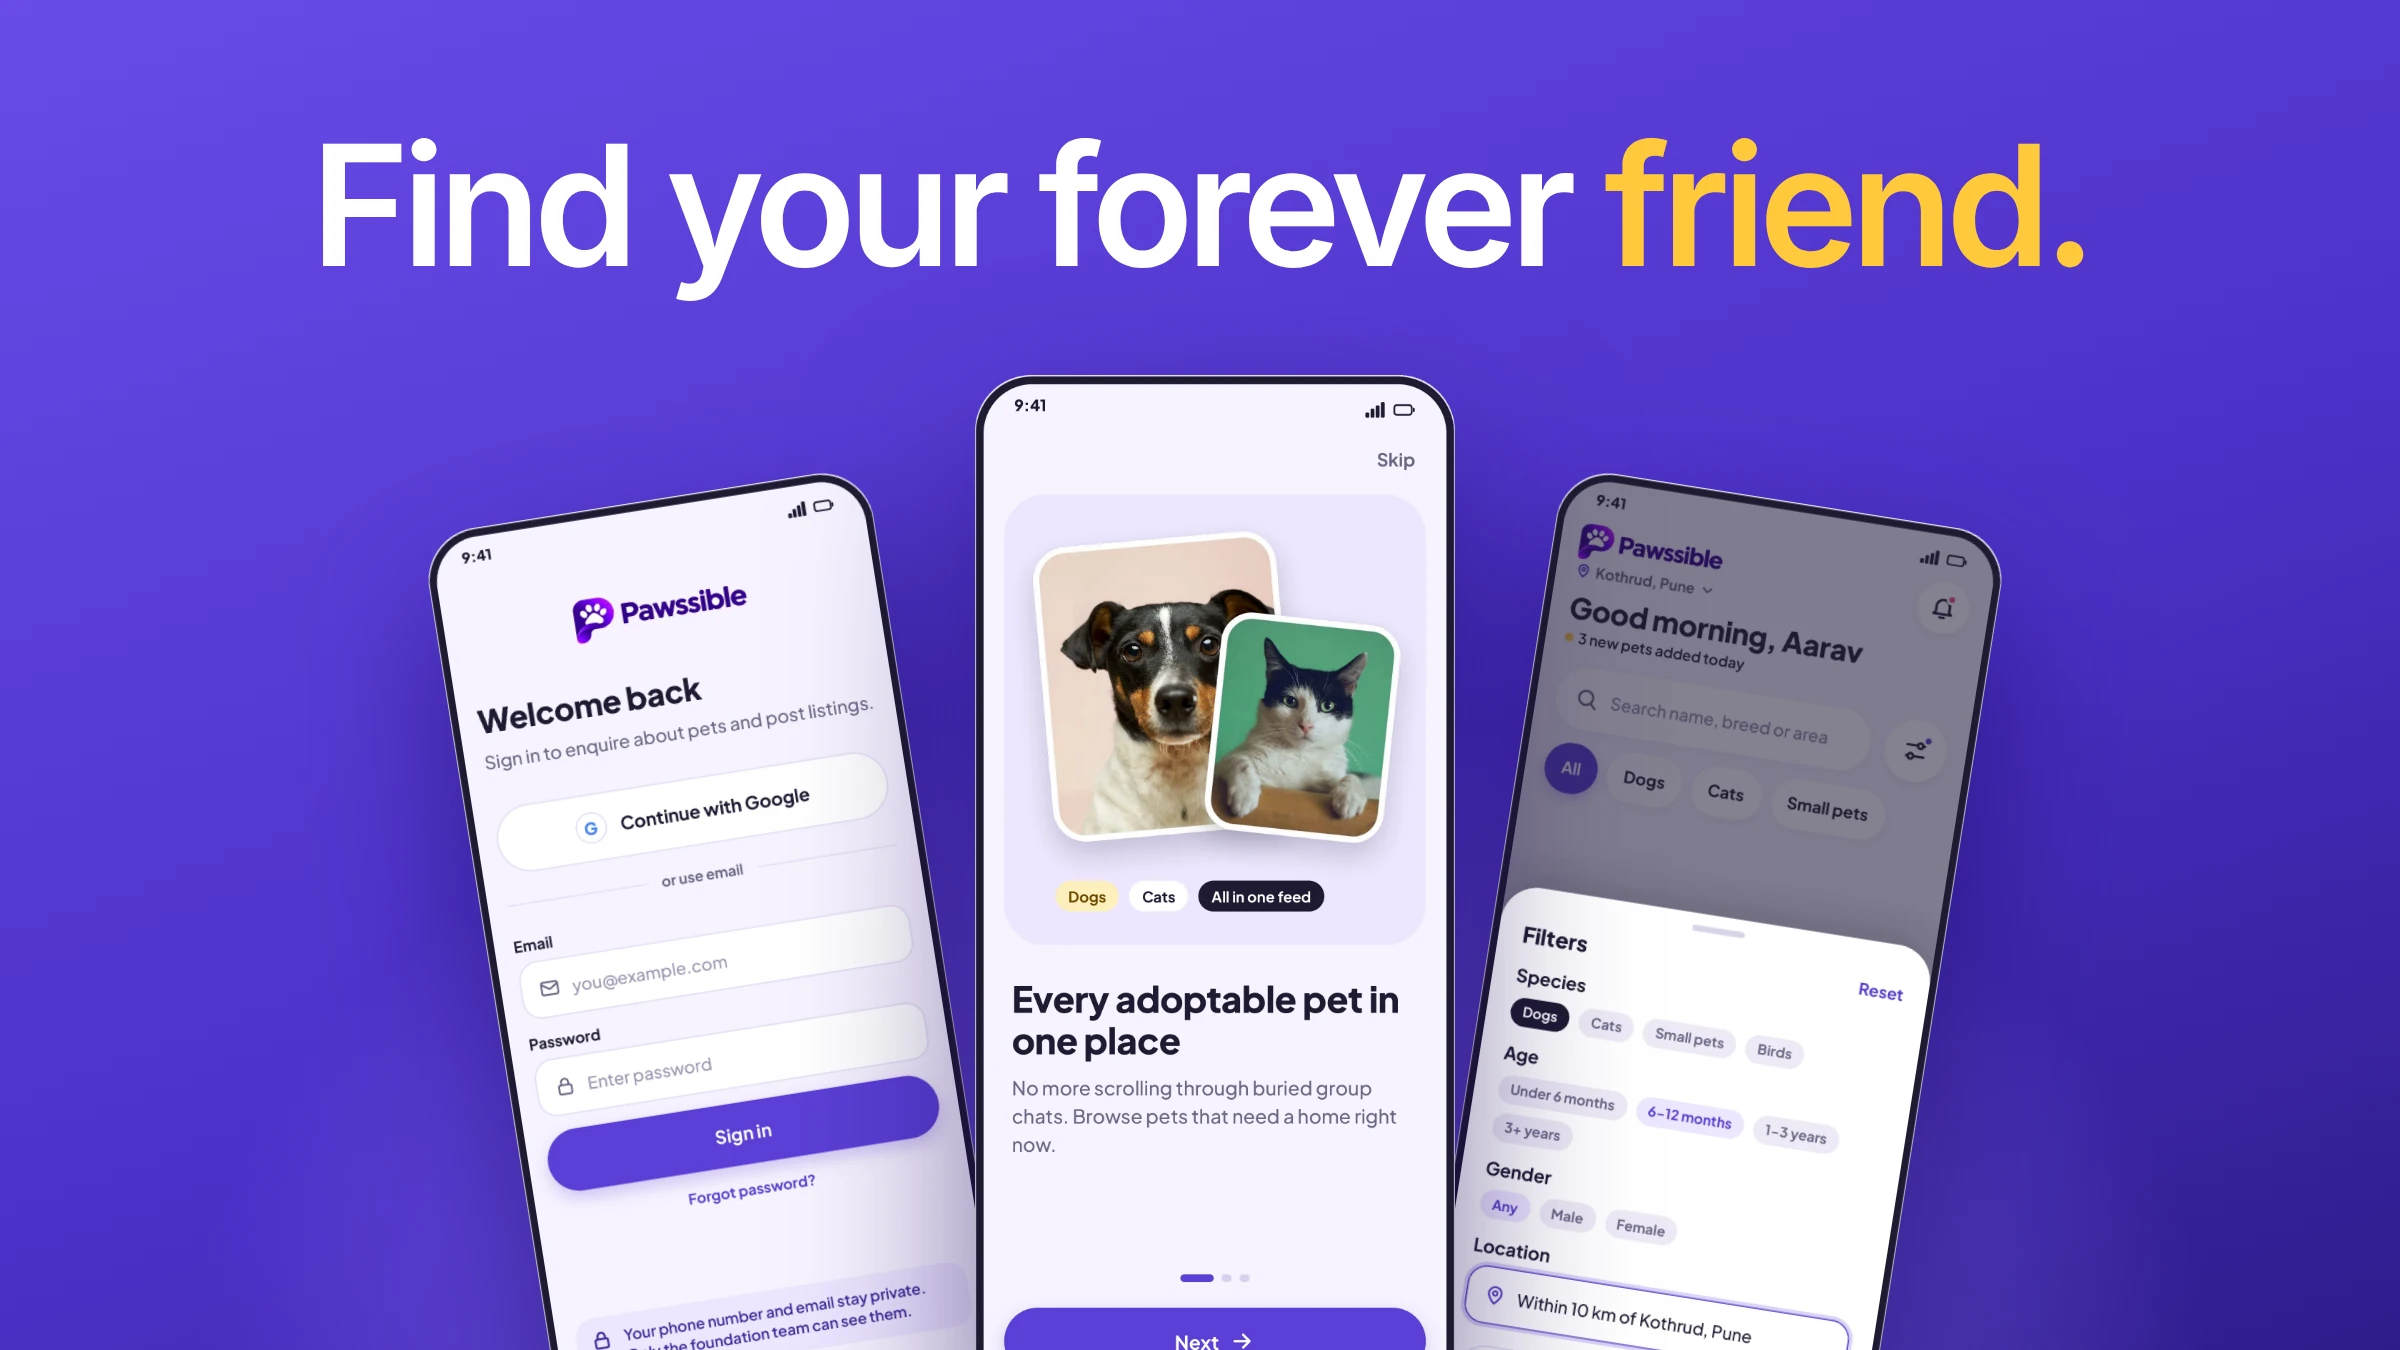 Find your forever friend.
9:41
Pawssible
Welcome back
Sign in to enquire about pets and post listings.
G Continue with Google
or use email
Email
you@example.com
Password
Enter password
Sign in
Forgot password?
Your phone number and email stay private.
the foundation team can see them.
9:41
Skip
Dogs Cats All in one feed
Every adoptable pet in
one place
No more scrolling through buried group
chats. Browse pets that need a home right
now.
Next
9:41
Pawssible
Kothrud, Pune
Good morning, Aarav
3 new pets added today
Search name, breed or area
All Dogs Cats Small pets
Filters
Reset
Species
Dogs Cats Small pets Birds
Age
Under 6 months 6–12 months 1–3 years
3+ years
Gender
Any Male Female
Location
Within 10 km of Kothrud, Pune